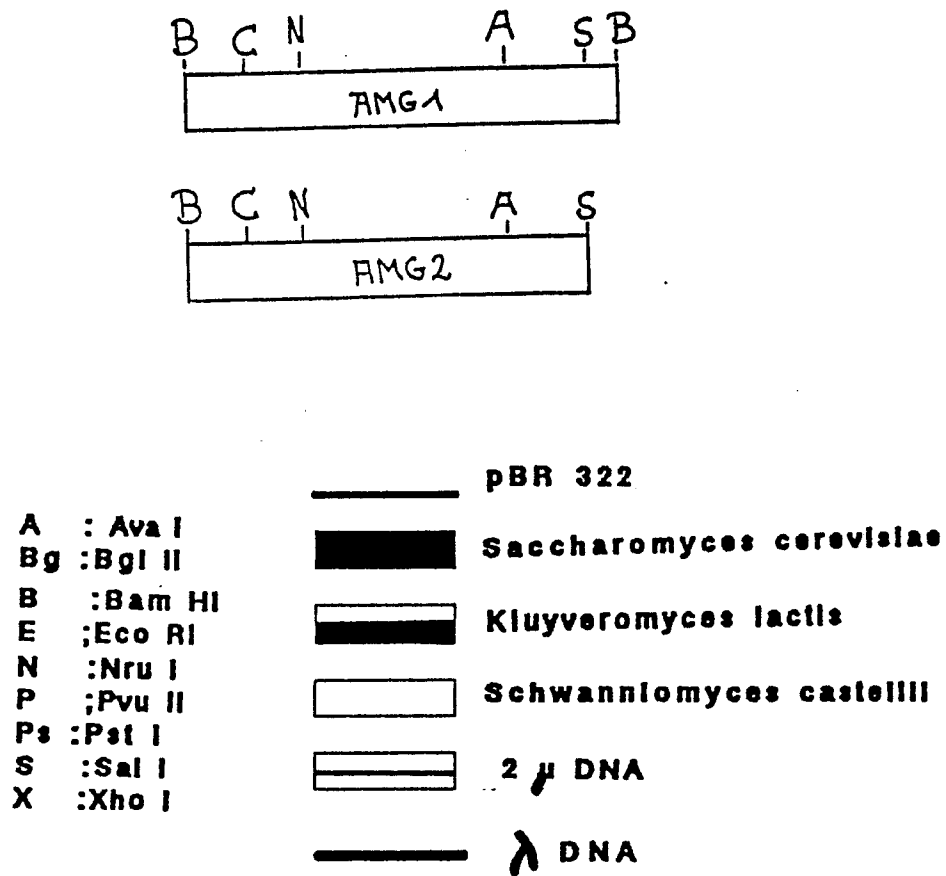 B C N A S B
AMG1
B C N A S
AMG2
pBR 322
A : Ava I
Saccharomyces cerevisiae
Bg :Bgl II
B :Bam HI
Kluyveromyces lactis
E ;Eco RI
N :Nru I
Schwanniomyces castellii
P ;Pvu II
Ps :Pst I
S :Sal I
2 μ DNA
X :Xho I
λ DNA